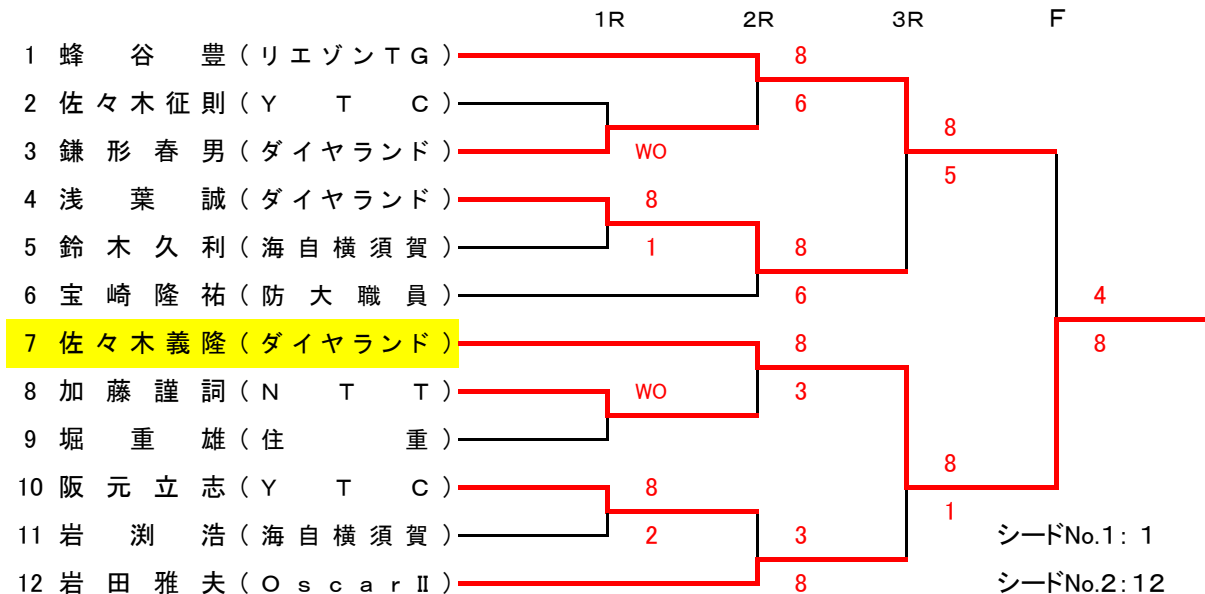 1R 2R 3R F
1 蜂谷豊(リエゾンTG) 8
2 佐々木征則(YTC) 6
8
3 鎌形春男(ダイヤランド) WO
5
4 浅葉誠(ダイヤランド) 8
5 鈴木久利(海自横須賀) 1 8
6 宝崎隆祐(防大職員) 6 4
7 佐々木義隆(ダイヤランド) 8 8
8 加藤謹詞(NTT) WO 3
9 堀重雄(住重)
8
10 阪元立志(YTC) 8
1
11 岩渕浩(海自横須賀) 2 3 シードNo.1: 1
12 岩田雅夫(OscarⅡ) 8 シードNo.2:12